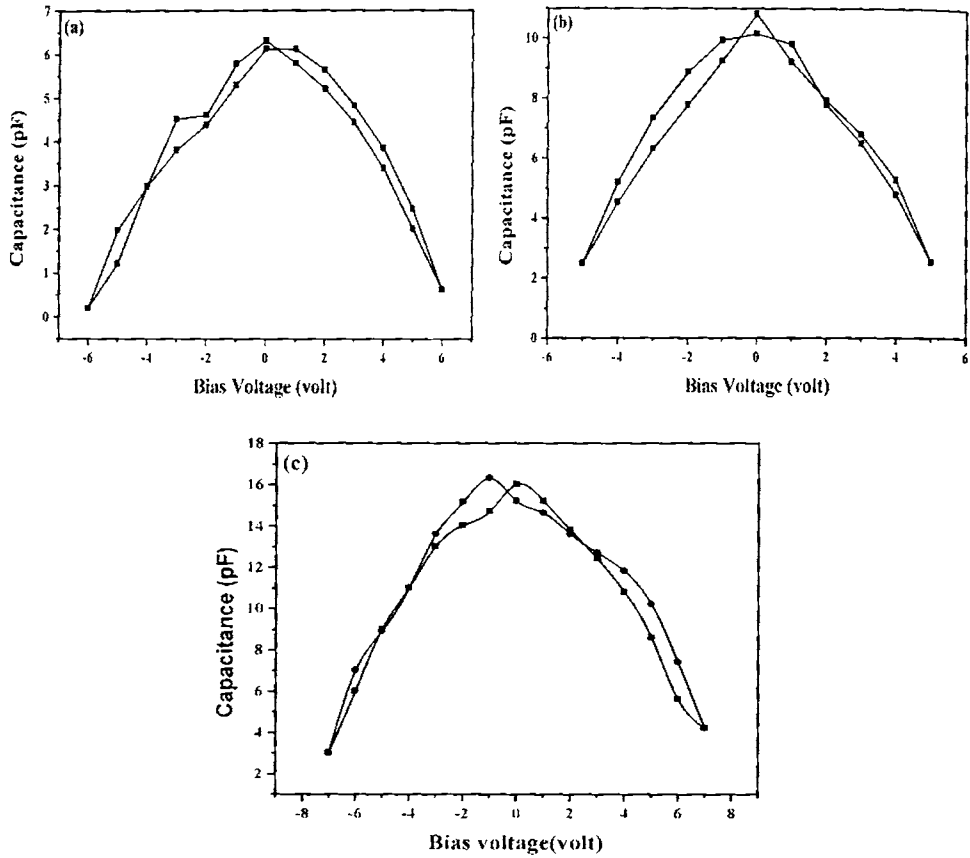 (a)
7
6
5
4
3
2
1
0
-6 -4 -2 0 2 4 6
Capacitance (pF)
Bias Voltage (volt)
(b)
10
8
6
4
2
0
-6 -4 -2 0 2 4 6
Capacitance (pF)
Bias Voltage (volt)
(c)
18
16
14
12
10
8
6
4
2
-8 -6 -4 -2 0 2 4 6 8
Capacitance (pF)
Bias voltage(volt)